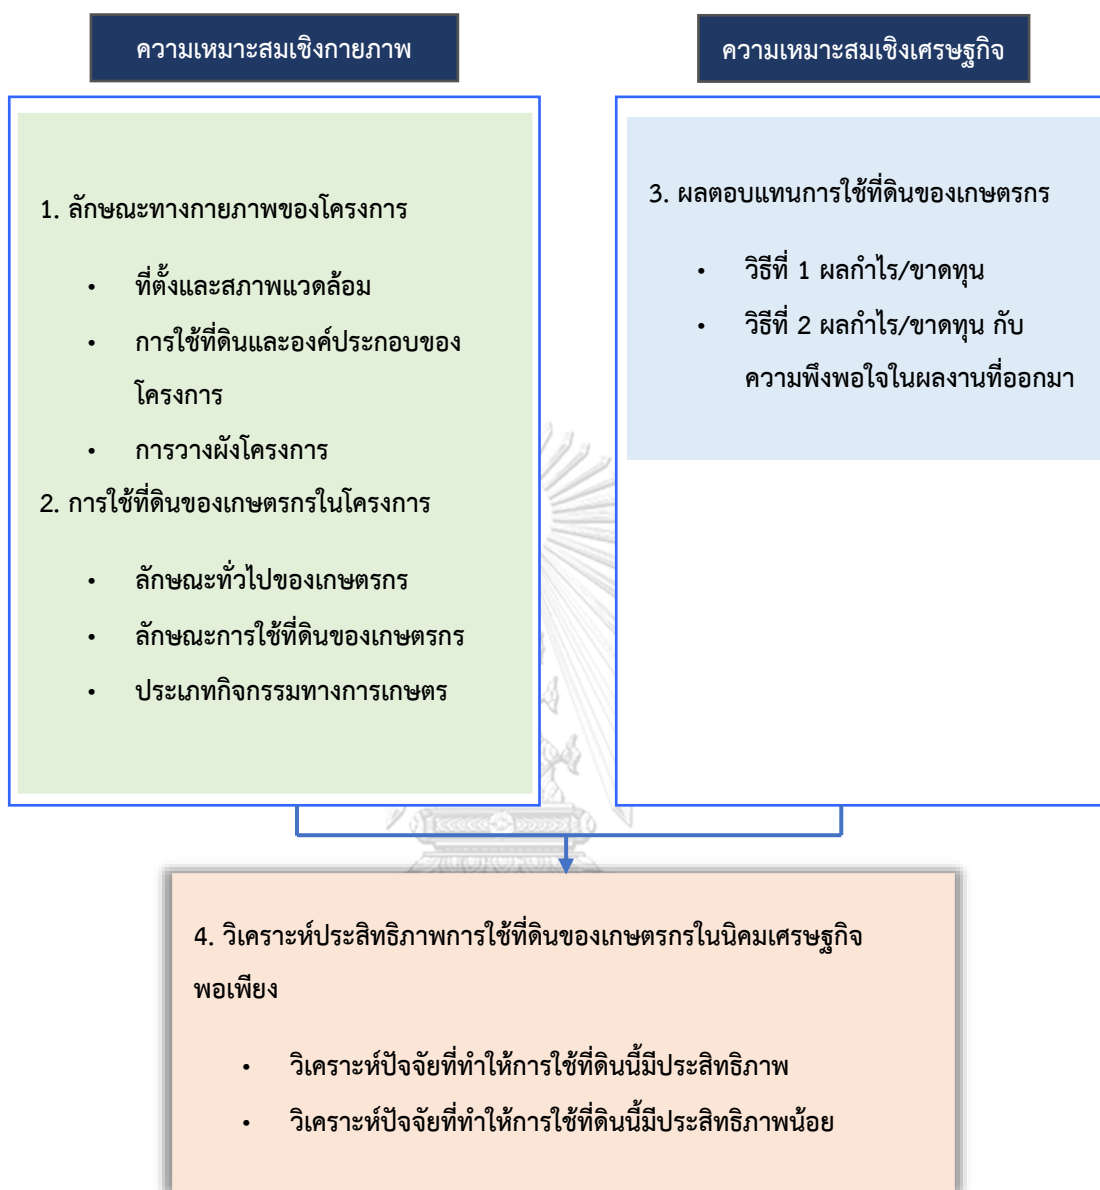 ความเหมาะสมเชิงกายภาพ
1. ลักษณะทางกายภาพของโครงการ
• ที่ตั้งและสภาพแวดล้อม
• การใช้ที่ดินและองค์ประกอบของ
โครงการ
• การวางผังโครงการ
2. การใช้ที่ดินของเกษตรกรในโครงการ
• ลักษณะทั่วไปของเกษตรกร
• ลักษณะการใช้ที่ดินของเกษตรกร
• ประเภทกิจกรรมทางการเกษตร
ความเหมาะสมเชิงเศรษฐกิจ
3. ผลตอบแทนการใช้ที่ดินของเกษตรกร
• วิธีที่ 1 ผลกำไร/ขาดทุน
• วิธีที่ 2 ผลกำไร/ขาดทุน กับ
ความพึงพอใจในผลงานที่ออกมา
4. วิเคราะห์ประสิทธิภาพการใช้ที่ดินของเกษตรกรในนิคมเศรษฐกิจ
พอเพียง
• วิเคราะห์ปัจจัยที่ทำให้การใช้ที่ดินนี้มีประสิทธิภาพ
• วิเคราะห์ปัจจัยที่ทำให้การใช้ที่ดินนี้มีประสิทธิภาพน้อย